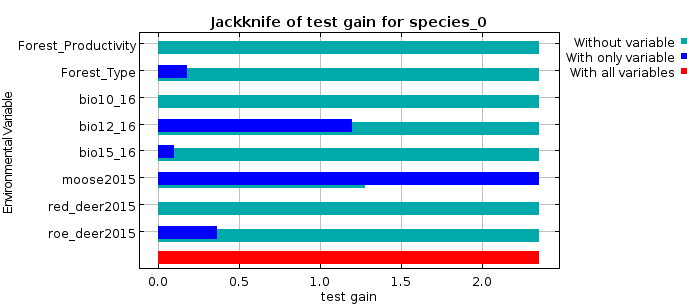 Jackknife of test gain for species_0
Without variable
With only variable
With all variables
Environmental Variable
Forest_Productivity
Forest_Type
bio10_16
bio12_16
bio15_16
moose2015
red_deer2015
roe_deer2015
0.0 0.5 1.0 1.5 2.0
test gain